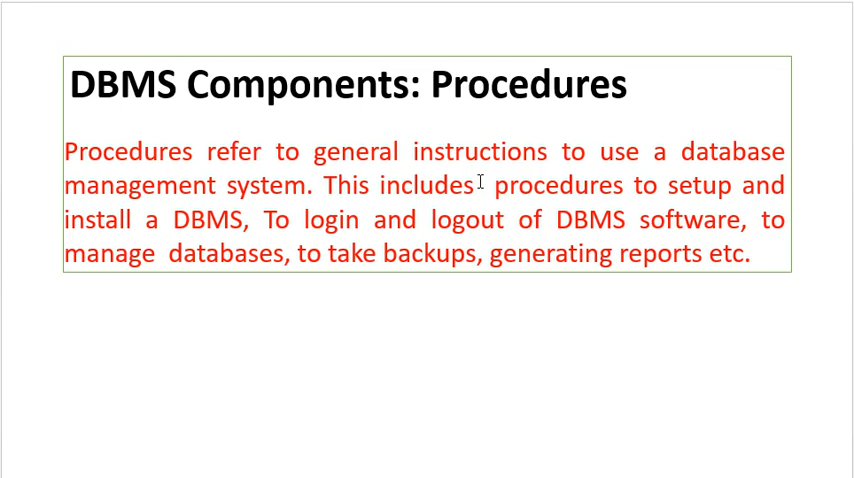 DBMS Components: Procedures
Procedures refer to general instructions to use a database
management system. This includes procedures to setup and
install a DBMS, To login and logout of DBMS software, to
manage databases, to take backups, generating reports etc.